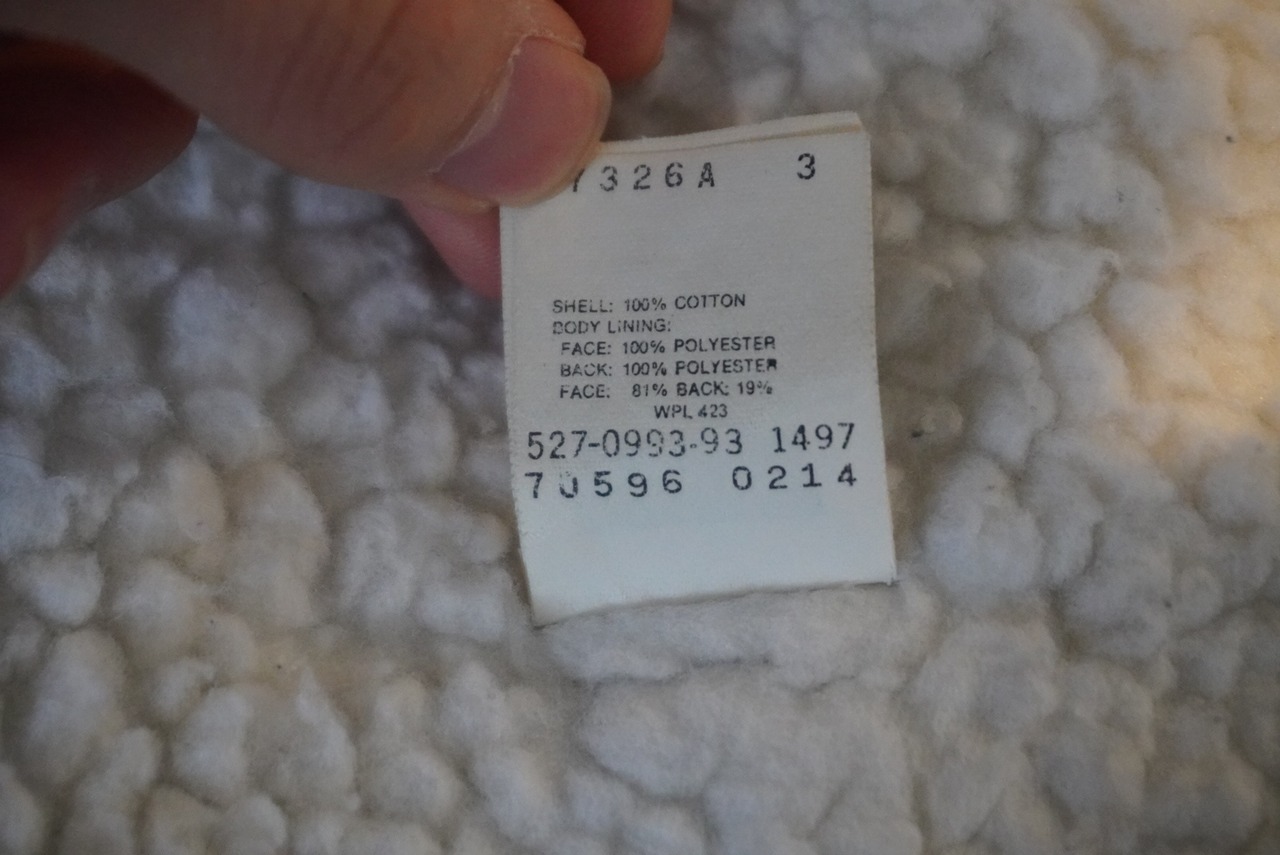 7326A 3
SHELL: 100% COTTON
BODY LINING:
FACE: 100% POLYESTER
BACK: 100% POLYESTER
FACE: 81% BACK: 19%
WPL 423
527-0993-93 1497
70596 0214